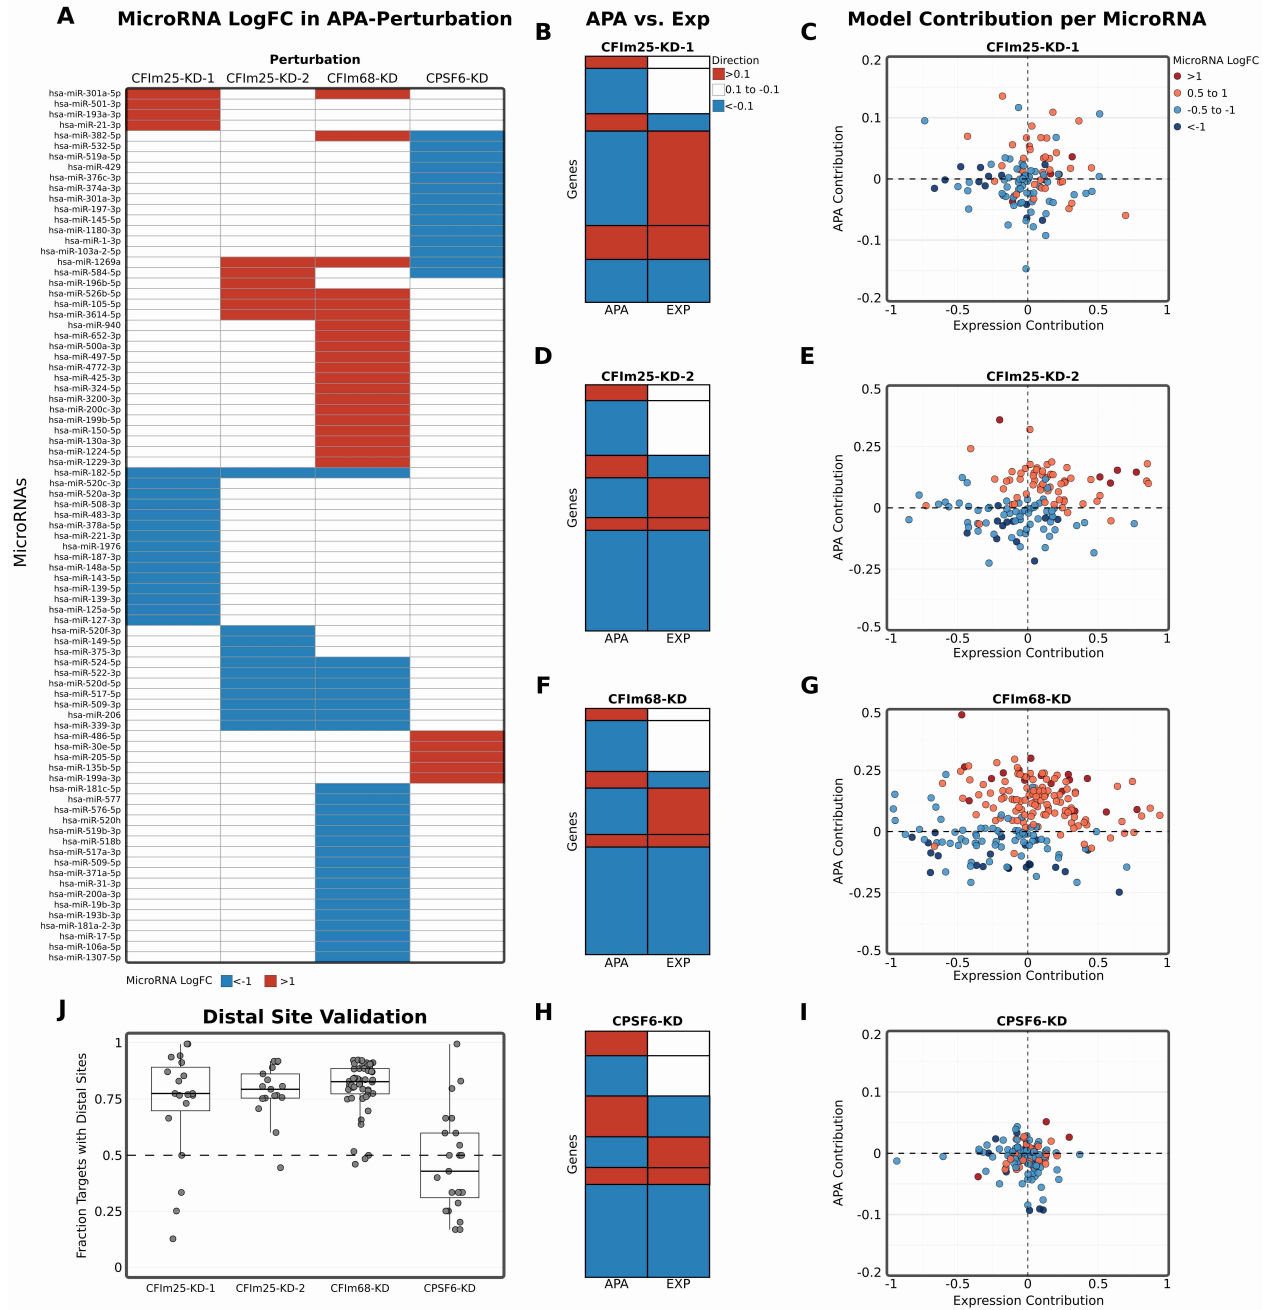 A
MicroRNA LogFC in APA-Perturbation
Perturbation
CFIm25-KD-1
CFIm25-KD-2
CFIm68-KD
CPSF6-KD
MicroRNAs
hsa-miR-301a-5p
hsa-miR-501-3p
hsa-miR-193a-3p
hsa-miR-21-3p
hsa-miR-382-5p
hsa-miR-532-5p
hsa-miR-519a-5p
hsa-miR-429
hsa-miR-376c-3p
hsa-miR-374a-3p
hsa-miR-301a-3p
hsa-miR-197-3p
hsa-miR-145-5p
hsa-miR-1180-3p
hsa-miR-1-3p
hsa-miR-103a-2-5p
hsa-miR-1269a
hsa-miR-584-5p
hsa-miR-196b-5p
hsa-miR-526b-5p
hsa-miR-105-5p
hsa-miR-3614-5p
hsa-miR-940
hsa-miR-652-3p
hsa-miR-500a-3p
hsa-miR-497-5p
hsa-miR-4772-3p
hsa-miR-425-3p
hsa-miR-324-5p
hsa-miR-3200-3p
hsa-miR-200c-3p
hsa-miR-199b-5p
hsa-miR-150-5p
hsa-miR-130a-3p
hsa-miR-1224-5p
hsa-miR-1229-3p
hsa-miR-182-5p
hsa-miR-520c-3p
hsa-miR-520a-3p
hsa-miR-508-3p
hsa-miR-483-3p
hsa-miR-378a-5p
hsa-miR-221-3p
hsa-miR-1976
hsa-miR-187-3p
hsa-miR-148a-5p
hsa-miR-143-5p
hsa-miR-139-5p
hsa-miR-139-3p
hsa-miR-125a-5p
hsa-miR-127-3p
hsa-miR-520f-3p
hsa-miR-149-5p
hsa-miR-375-3p
hsa-miR-524-5p
hsa-miR-522-3p
hsa-miR-520d-5p
hsa-miR-517-5p
hsa-miR-509-3p
hsa-miR-206
hsa-miR-339-3p
hsa-miR-486-5p
hsa-miR-30e-5p
hsa-miR-205-5p
hsa-miR-135b-5p
hsa-miR-199a-3p
hsa-miR-181c-5p
hsa-miR-577
hsa-miR-576-5p
hsa-miR-520h
hsa-miR-519b-3p
hsa-miR-518b
hsa-miR-517a-3p
hsa-miR-509-5p
hsa-miR-371a-5p
hsa-miR-31-3p
hsa-miR-200a-3p
hsa-miR-19b-3p
hsa-miR-193b-3p
hsa-miR-181a-2-3p
hsa-miR-17-5p
hsa-miR-106a-5p
hsa-miR-1307-5p
MicroRNA LogFC <-1 >1
APA vs. Exp
B
CFIm25-KD-1
Direction
>0.1
0.1 to -0.1
<-0.1
Genes
APA EXP
Model Contribution per MicroRNA
C
CFIm25-KD-1
MicroRNA LogFC
>1
0.5 to 1
-0.5 to -1
<-1
APA Contribution
0.2
0.1
0
-0.1
-0.2
-1 -0.5 0 0.5 1
Expression Contribution
D
CFIm25-KD-2
Genes
APA EXP
E
CFIm25-KD-2
APA Contribution
0.5
0.25
0
-0.25
-0.5
-1 -0.5 0 0.5 1
Expression Contribution
F
CFIm68-KD
Genes
APA EXP
G
CFIm68-KD
APA Contribution
0.5
0.25
0
-0.25
-0.5
-1 -0.5 0 0.5 1
Expression Contribution
H
CPSF6-KD
Genes
APA EXP
I
CPSF6-KD
APA Contribution
0.2
0.1
0
-0.1
-0.2
-1 -0.5 0 0.5 1
Expression Contribution
J
Distal Site Validation
Fraction Targets with Distal Sites
1
0.75
0.5
0.25
0
CFIm25-KD-1 CFIm25-KD-2 CFIm68-KD CPSF6-KD